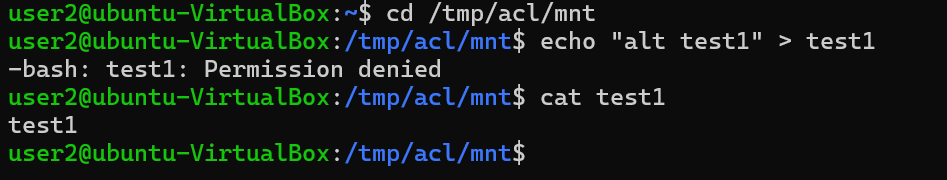 user2@ubuntu-VirtualBox:~$ cd /tmp/acl/mnt
user2@ubuntu-VirtualBox:/tmp/acl/mnt$ echo "alt test1" > test1
-bash: test1: Permission denied
user2@ubuntu-VirtualBox:/tmp/acl/mnt$ cat test1
test1
user2@ubuntu-VirtualBox:/tmp/acl/mnt$